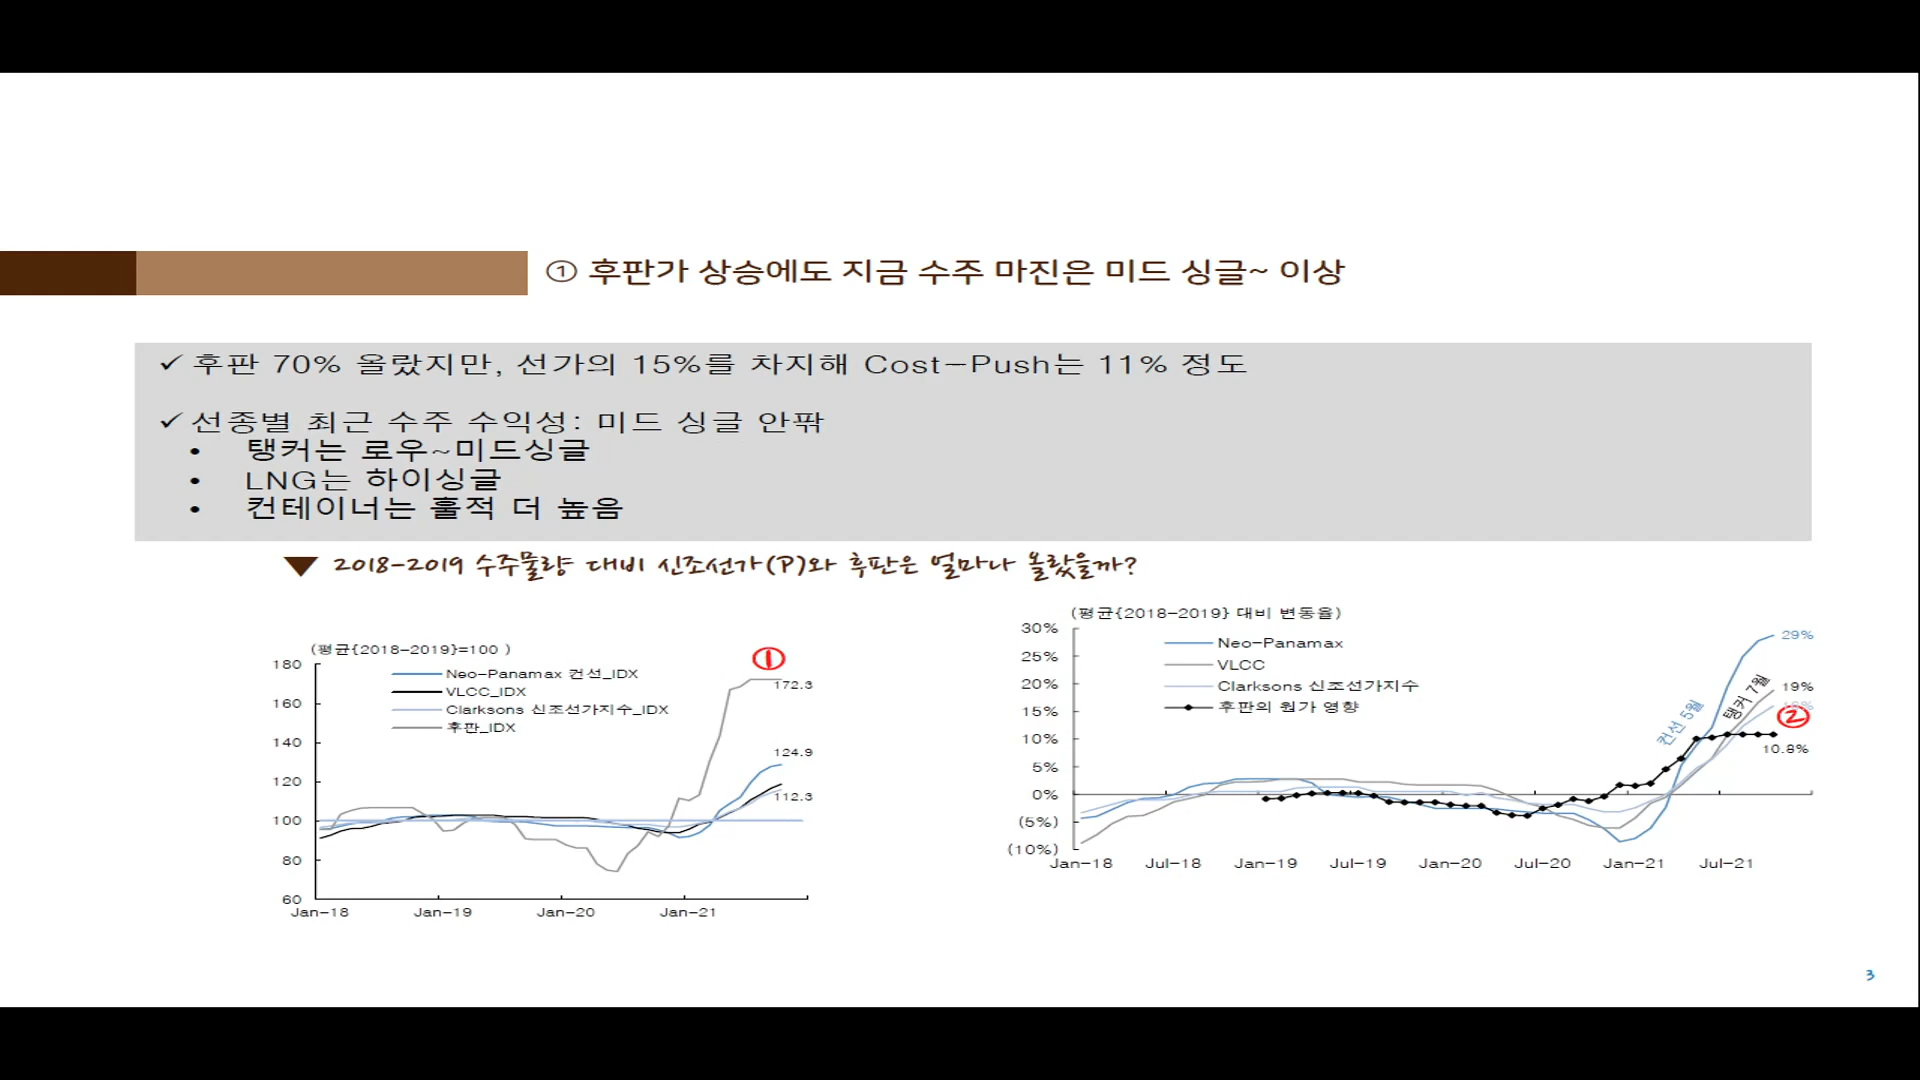 ① 후판가 상승에도 지금 수주 마진은 미드 싱글~ 이상
✓ 후판 70% 올랐지만, 선가의 15%를 차지해 Cost-Push는 11% 정도
✓ 선종별 최근 수주 수익성: 미드 싱글 안팎
• 탱커는 로우~미드싱글
• LNG는 하이싱글
• 컨테이너는 훌적 더 높음
▼ 2018-2019 수주물량 대비 신조선가(P)와 후판은 얼마나 올랐을까?
(평균{2018-2019}=100 )
180
160
140
120
100
80
60
Neo-Panamax 컨선_IDX
VLCC_IDX
Clarksons 신조선가지수_IDX
후판_IDX
①
172.3
124.9
112.3
Jan-18
Jan-19
Jan-20
Jan-21
(평균{2018-2019} 대비 변동율)
30%
25%
20%
15%
10%
5%
0%
(5%)
(10%)
Neo-Panamax
VLCC
Clarksons 신조선가지수
후판의 원가 영향
컨선 5월
탱커 7월
29%
19%
②
10.8%
Jan-18
Jul-18
Jan-19
Jul-19
Jan-20
Jul-20
Jan-21
Jul-21
3